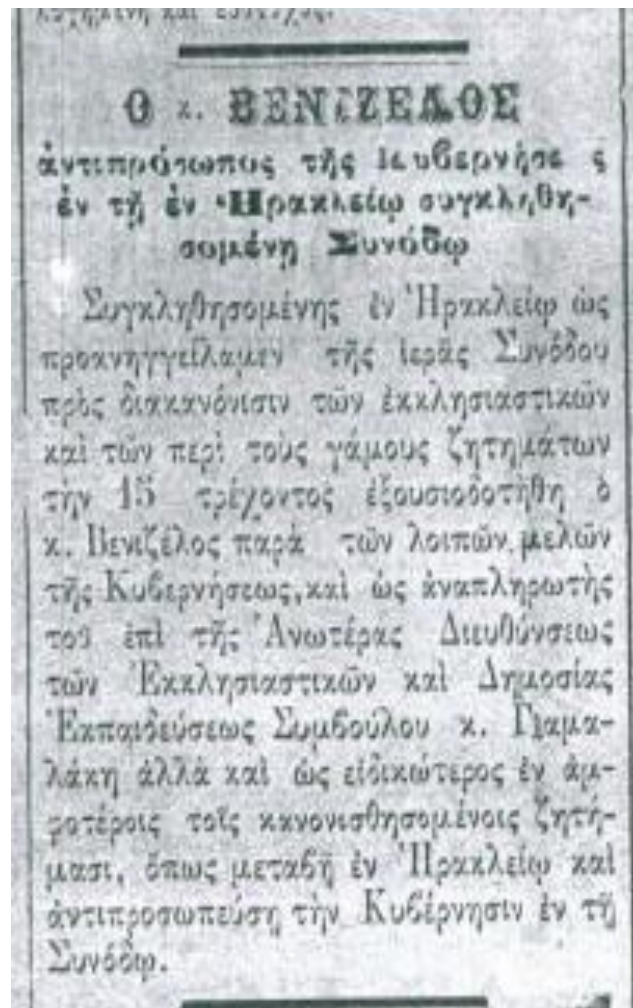 Ο κ. ΒΕΝΙΖΕΛΟΣ
ἀντιπρόσωπος τῆς Κυβερνήσε ς
ἐν τῇ ἐν Ἡρακλείῳ συγκληθη-
σομένῃ Συνόδῳ
Συγκληθησομένης ἐν Ἡρακλείῳ ὡς
προανηγγείλαμεν τῆς ἱερᾶς Συνόδου
πρὸς διακανόνισιν τῶν ἐκκλησιαστικῶν
καὶ τῶν περὶ τοὺς γάμους ζητημάτων
τὴν 15 τρέχοντος ἐξουσιοδοτήθη ὁ
κ. Βενιζέλος παρὰ τῶν λοιπῶν μελῶν
τῆς Κυβερνήσεως, καὶ ὡς ἀναπληρωτὴς
τοῦ ἐπὶ τῆς Ἀνωτέρας Διευθύνσεως
τῶν Ἐκκλησιαστικῶν καὶ Δημοσίας
Ἐκπαιδεύσεως Συμβούλου κ. Γιαμα-
λάκη ἀλλὰ καὶ ὡς εἰδικώτερος ἐν ἀμ-
φοτέροις τοῖς κανονισθησομένοις ζητή-
μασι, ὅπως μεταβῇ ἐν Ἡρακλείῳ καὶ
ἀντιπροσωπεύσῃ τὴν Κυβέρνησιν ἐν τῇ
Συνόδῳ.